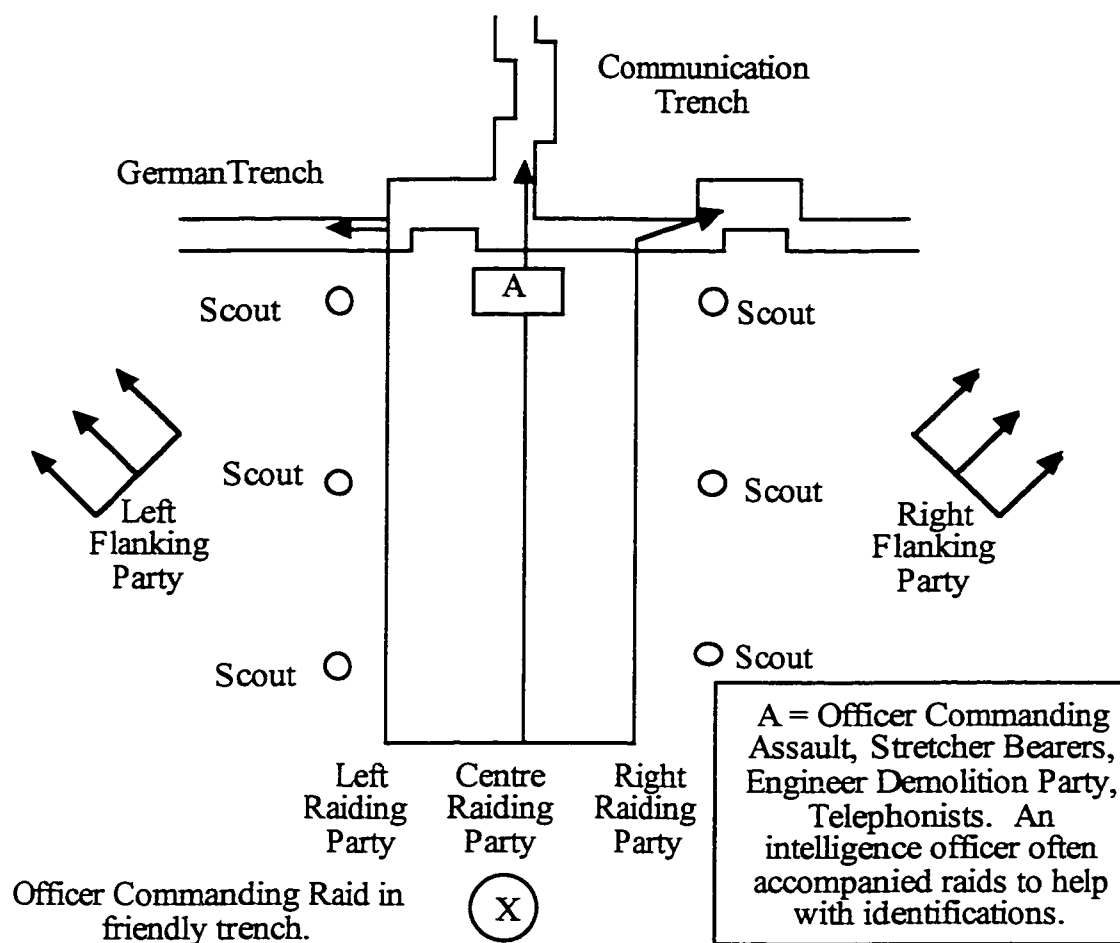 Communication
Trench
GermanTrench
A
Scout
Scout
Scout
Scout
Left
Flanking
Party
Right
Flanking
Party
Scout
Scout
Left
Raiding
Party
Centre
Raiding
Party
Right
Raiding
Party
A = Officer Commanding
Assault, Stretcher Bearers,
Engineer Demolition Party,
Telephonists. An
intelligence officer often
accompanied raids to help
with identifications.
Officer Commanding Raid in
friendly trench.
X